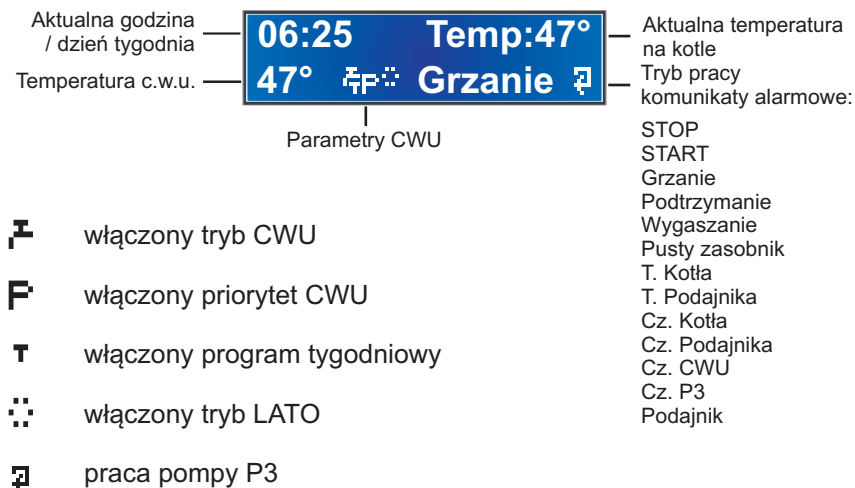 Aktualna godzina
/ dzień tygodnia
Temperatura c.w.u.
06:25 Temp:47°
47° P Grzanie
Parametry CWU
Aktualna temperatura
na kotle
Tryb pracy
komunikaty alarmowe:
STOP
START
Grzanie
Podtrzymanie
Wygaszanie
Pusty zasobnik
T. Kotła
T. Podajnika
Cz. Kotła
Cz. Podajnika
Cz. CWU
Cz. P3
Podajnik
włączony tryb CWU
P włączony priorytet CWU
T włączony program tygodniowy
włączony tryb LATO
praca pompy P3